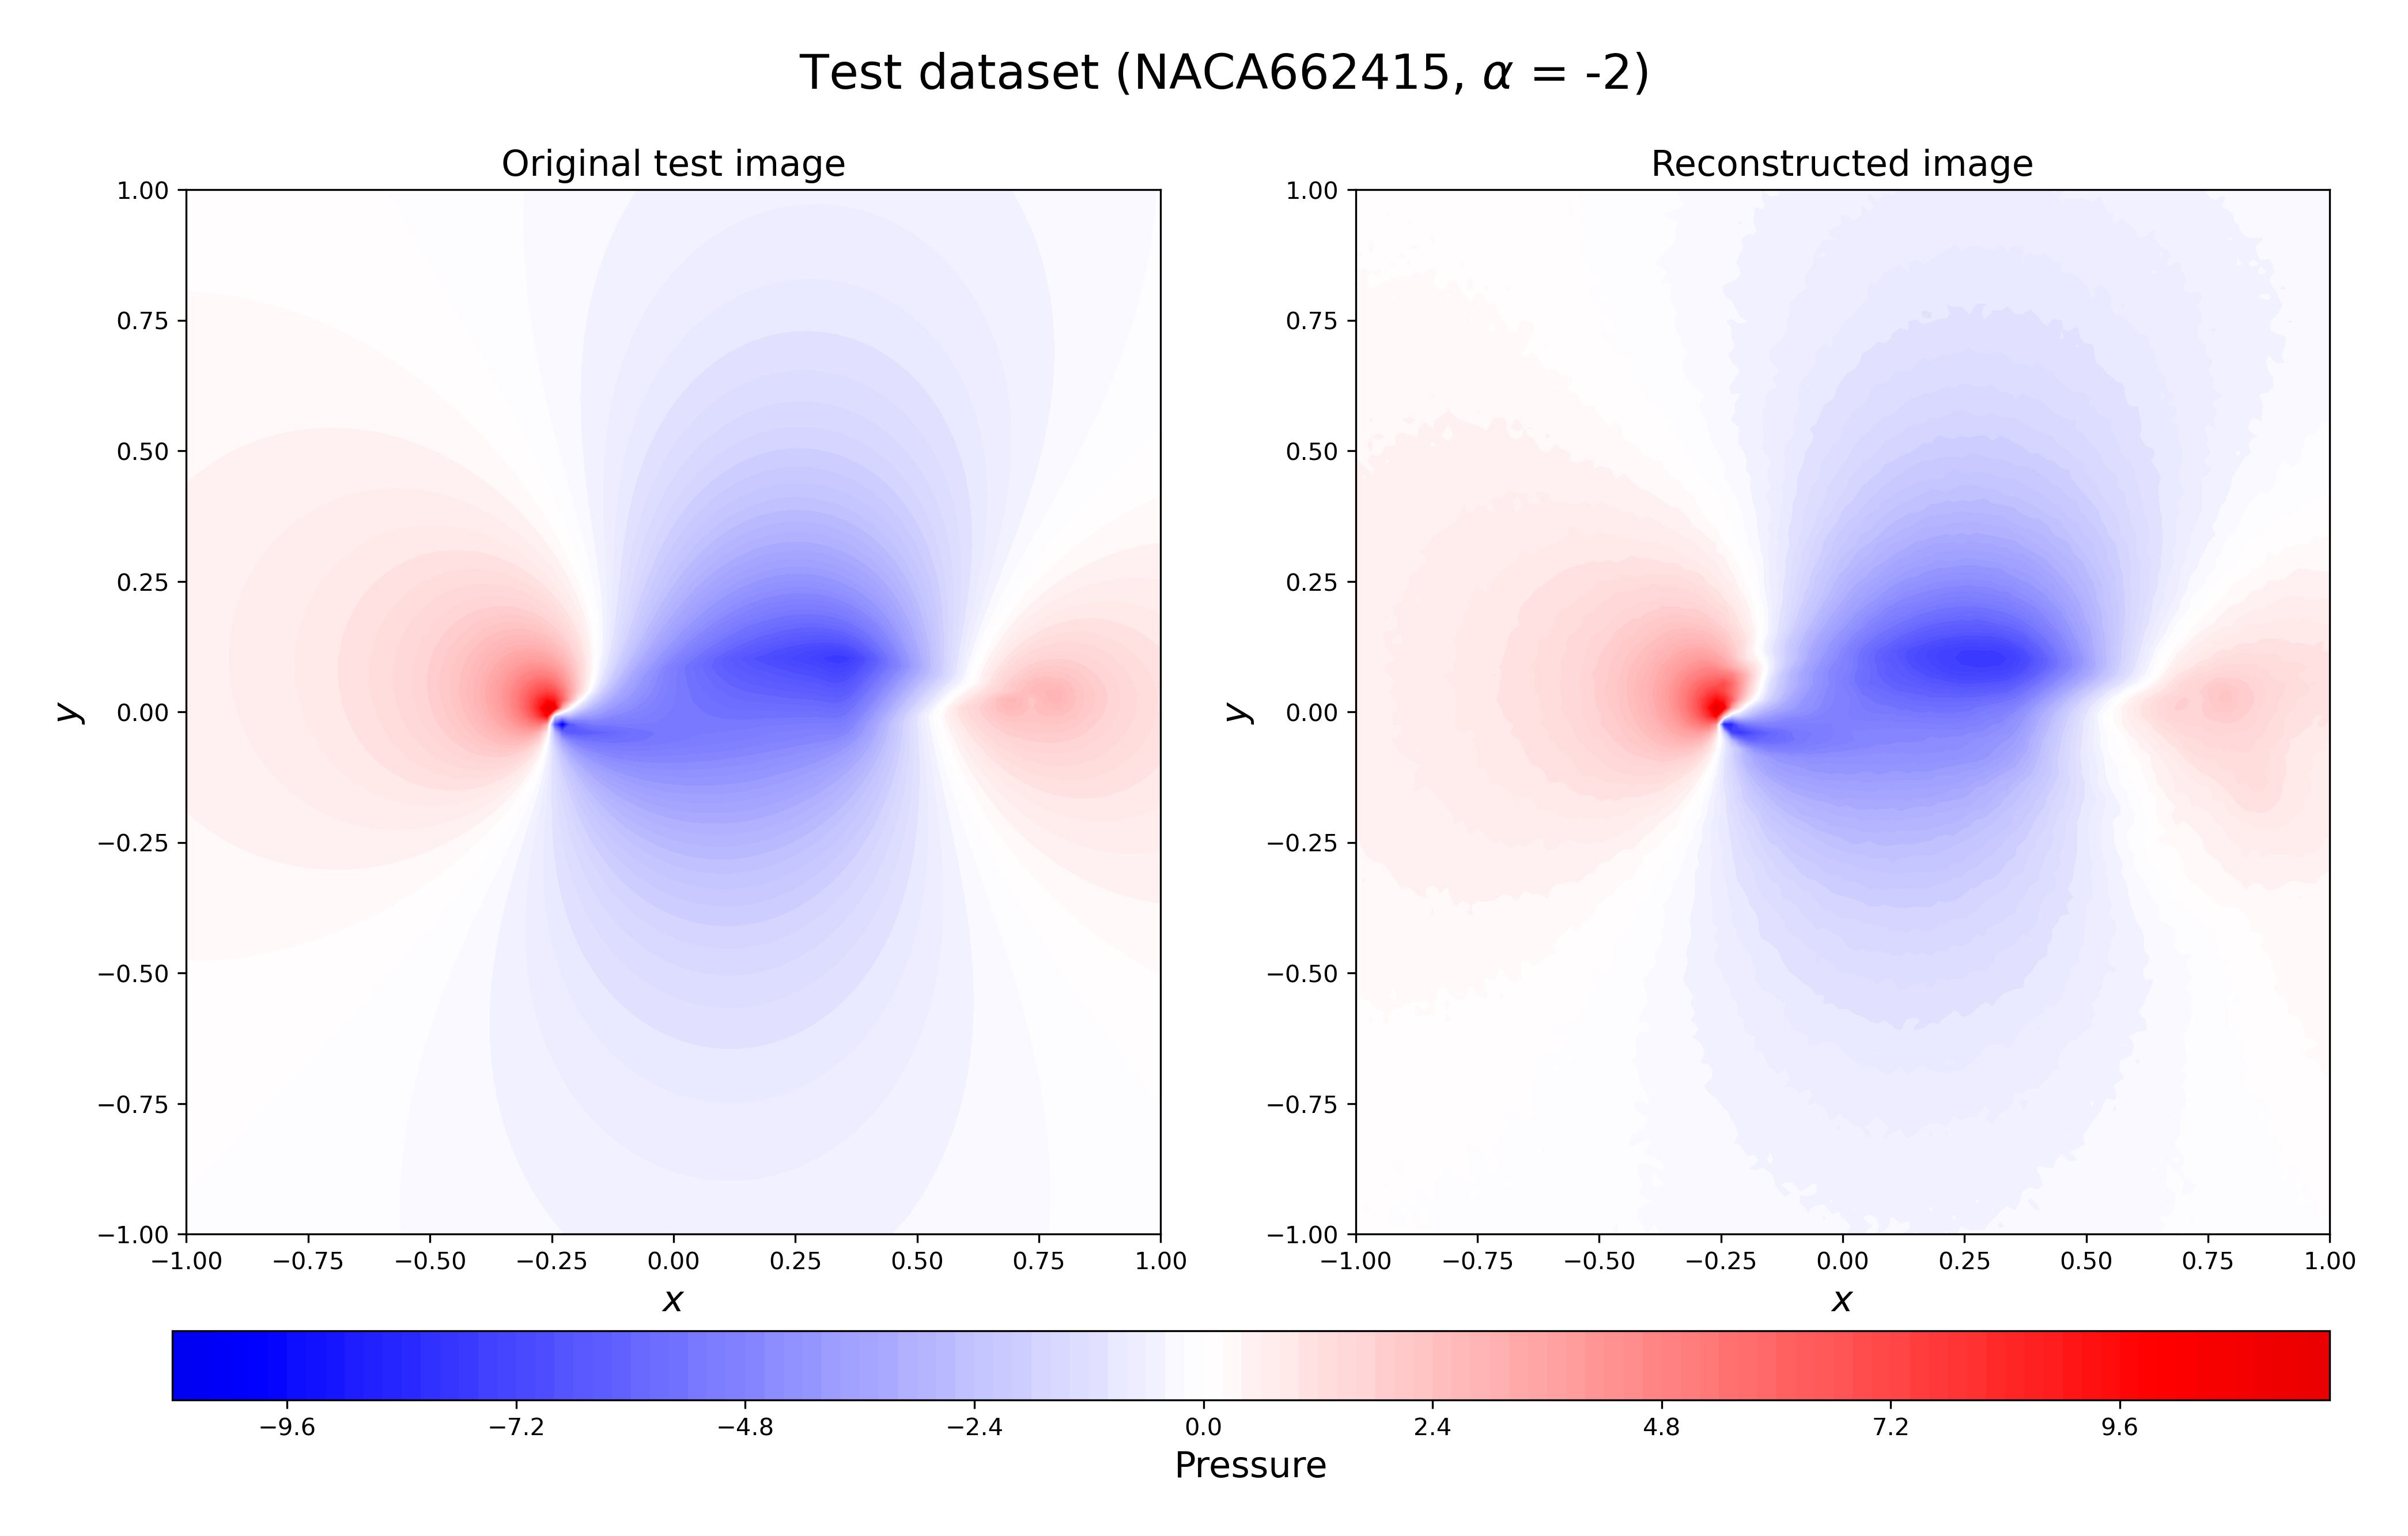 Test dataset (NACA662415, α = -2)
Original test image
Reconstructed image
1.00
0.75
0.50
0.25
0.00
−0.25
−0.50
−0.75
−1.00
y
−1.00 −0.75 −0.50 −0.25 0.00 0.25 0.50 0.75 1.00
x
1.00
0.75
0.50
0.25
0.00
−0.25
−0.50
−0.75
−1.00
y
−1.00 −0.75 −0.50 −0.25 0.00 0.25 0.50 0.75 1.00
x
−9.6 −7.2 −4.8 −2.4 0.0 2.4 4.8 7.2 9.6
Pressure